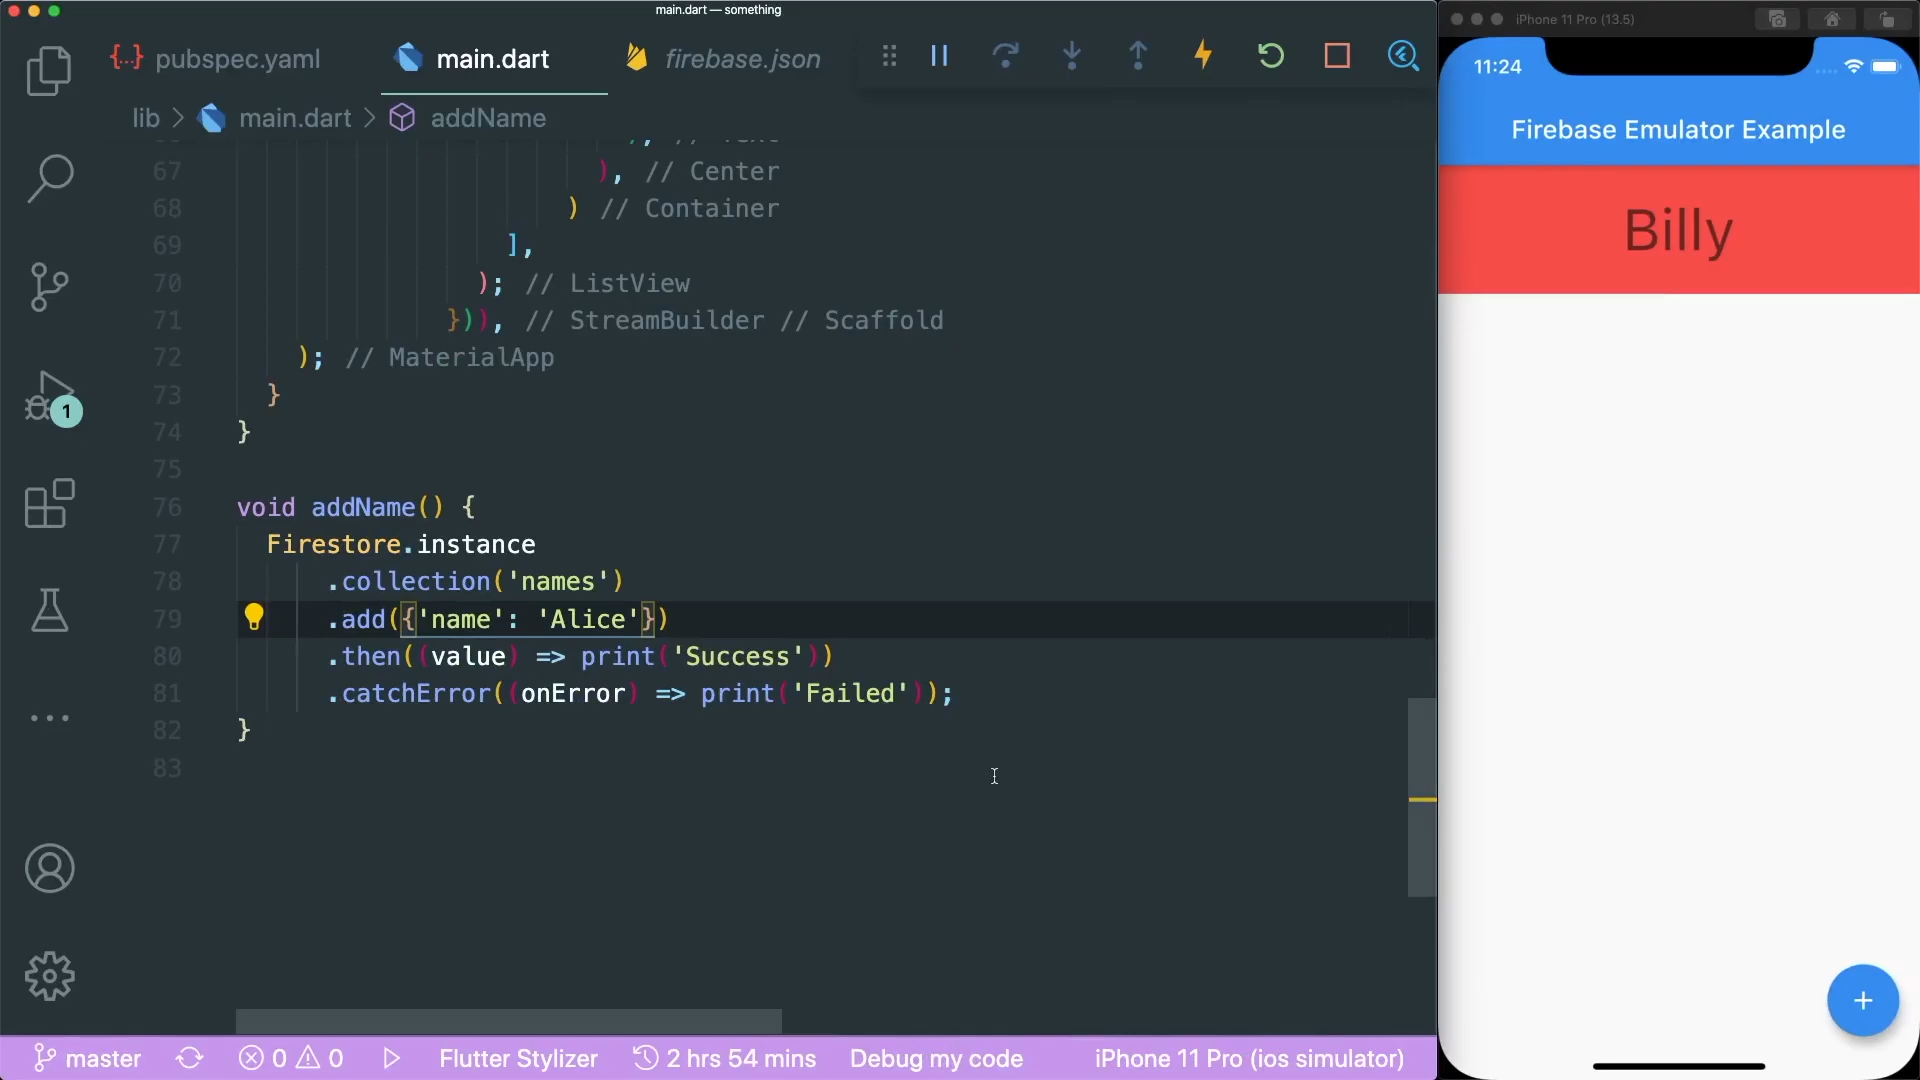 main.dart — something
pubspec.yaml
main.dart
firebase.json
lib > main.dart > addName
67 ), // Center
68 ) // Container
69 ],
70 ); // ListView
71 })), // StreamBuilder // Scaffold
72 ); // MaterialApp
73 }
74 }
75
76 void addName() {
77 Firestore.instance
78 .collection('names')
79 .add({'name': 'Alice'})
80 .then((value) => print('Success'))
81 .catchError((onError) => print('Failed'));
82 }
83
1
master 0 0 Flutter Stylizer 2 hrs 54 mins Debug my code iPhone 11 Pro (ios simulator)
iPhone 11 Pro (13.5)
11:24
Firebase Emulator Example
Billy
+